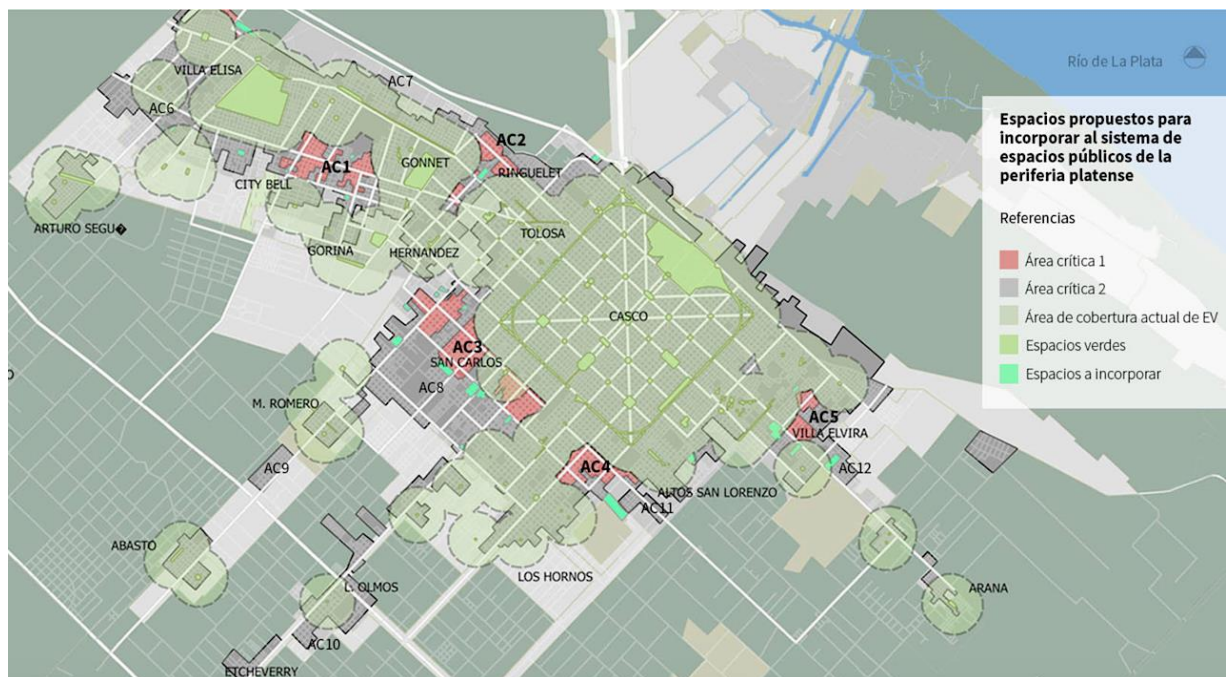 Río de La Plata
Espacios propuestos para
incorporar al sistema de
espacios públicos de la
periferia platense
Referencias
Área crítica 1
Área crítica 2
Área de cobertura actual de EV
Espacios verdes
Espacios a incorporar
VILLA ELISA
AC7
AC6
AC2
AC1
GONNET
RINGUELET
CITY BELL
ARTURO SEGU�
TOLOSA
GORINA
HERNANDEZ
CASCO
AC3
SAN CARLOS
AC8
M. ROMERO
AC5
VILLA ELVIRA
AC9
AC4
AC12
ALTOS SAN LORENZO
AC11
ABASTO
LOS HORNOS
L. OLMOS
ARANA
AC10
ETCHEVERRY
O